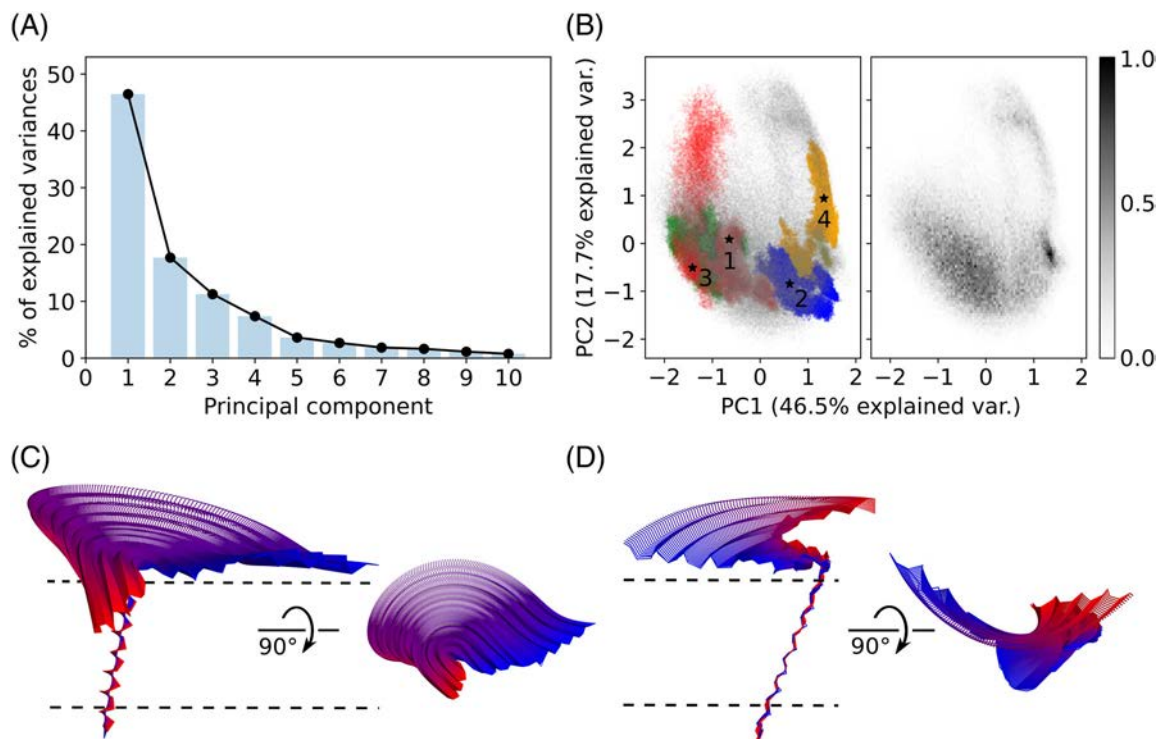 (A)
50
40
30
20
10
0
% of explained variances
0 1 2 3 4 5 6 7 8 9 10
Principal component
(B)
3
2
1
0
−1
−2
PC2 (17.7% explained var.)
1
2
3
4
−2 −1 0 1 2
−2 −1 0 1 2
PC1 (46.5% explained var.)
1.0
0.5
0.0
(C)
90°
(D)
90°